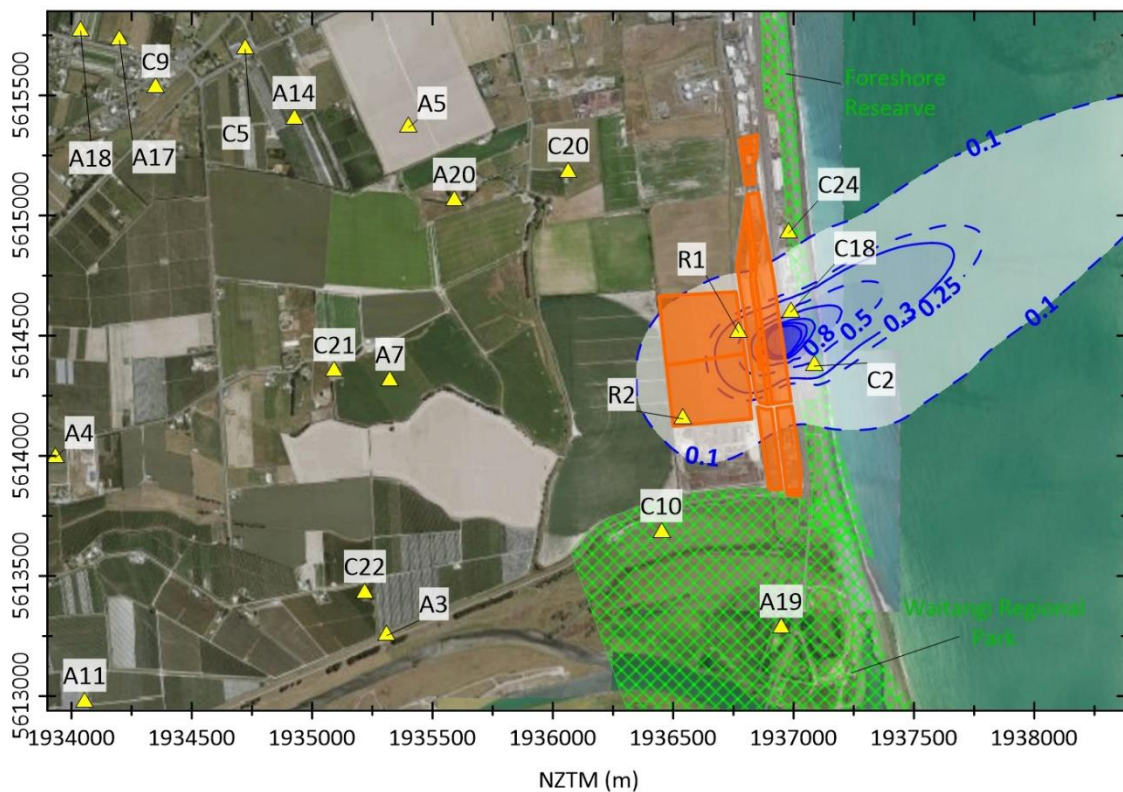 5615500
5615000
5614500
5614000
5613500
5613000
C9
A14
A5
Foreshore
Researve
A18
A17
C5
A20
C20
C24
0.1
R1
C18
0.25
0.3
0.5
0.8
0.1
C21
A7
R2
C2
A4
0.1
C10
C22
A3
A19
Waitangi Regional
Park
A11
1934000 1934500 1935000 1935500 1936000 1936500 1937000 1937500 1938000
NZTM (m)